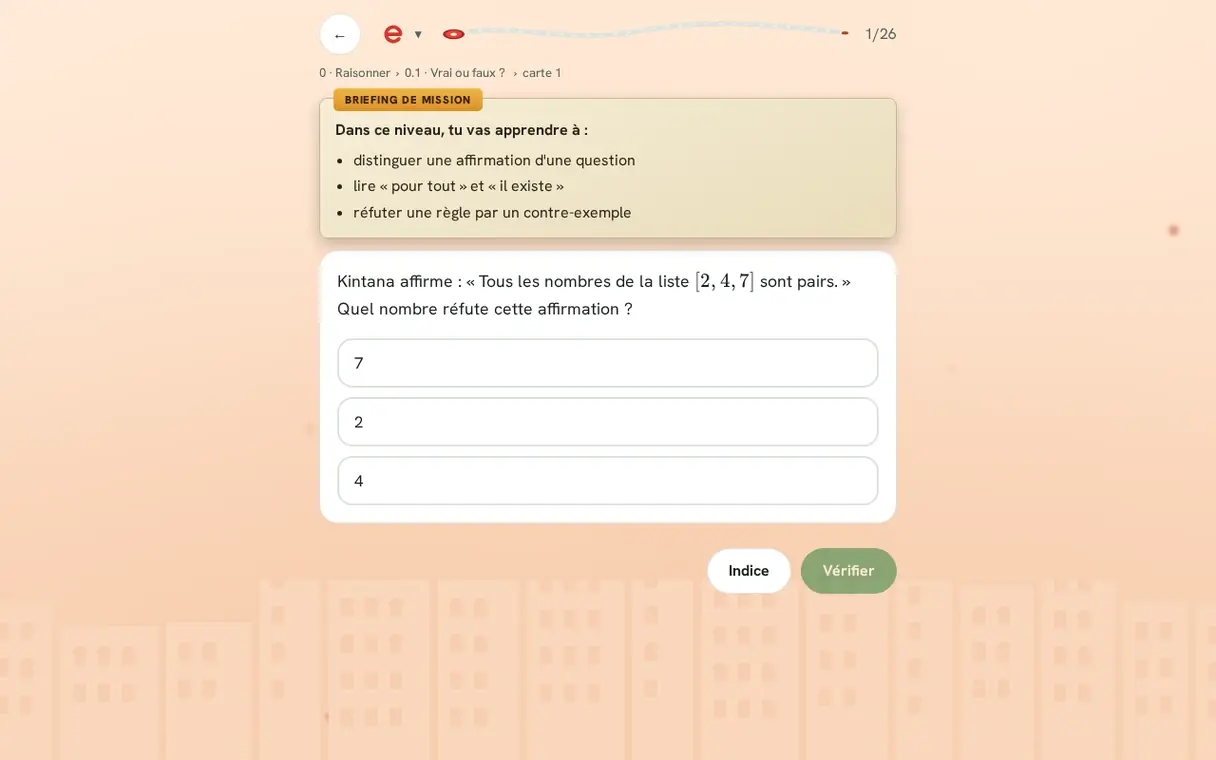 ← e ▼ 1/26
0 · Raisonner › 0.1 · Vrai ou faux ? › carte 1
BRIEFING DE MISSION
Dans ce niveau, tu vas apprendre à :
• distinguer une affirmation d'une question
• lire « pour tout » et « il existe »
• réfuter une règle par un contre-exemple
Kintana affirme : « Tous les nombres de la liste [2, 4, 7] sont pairs. »
Quel nombre réfute cette affirmation ?
7
2
4
Indice Vérifier